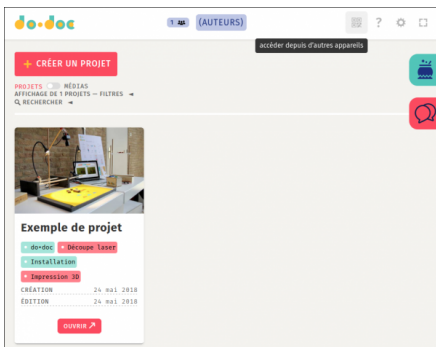 do•doc
1 (AUTEURS) ?
accèder depuis d'autres appareils
+ CRÉER UN PROJET
PROJETS MÉDIAS
AFFICHAGE DE 1 PROJETS — FILTRES
RECHERCHER
Exemple de projet
do•doc Découpe laser
Installation
Impression 3D
CRÉATION 24 mai 2018
ÉDITION 24 mai 2018
OUVRIR